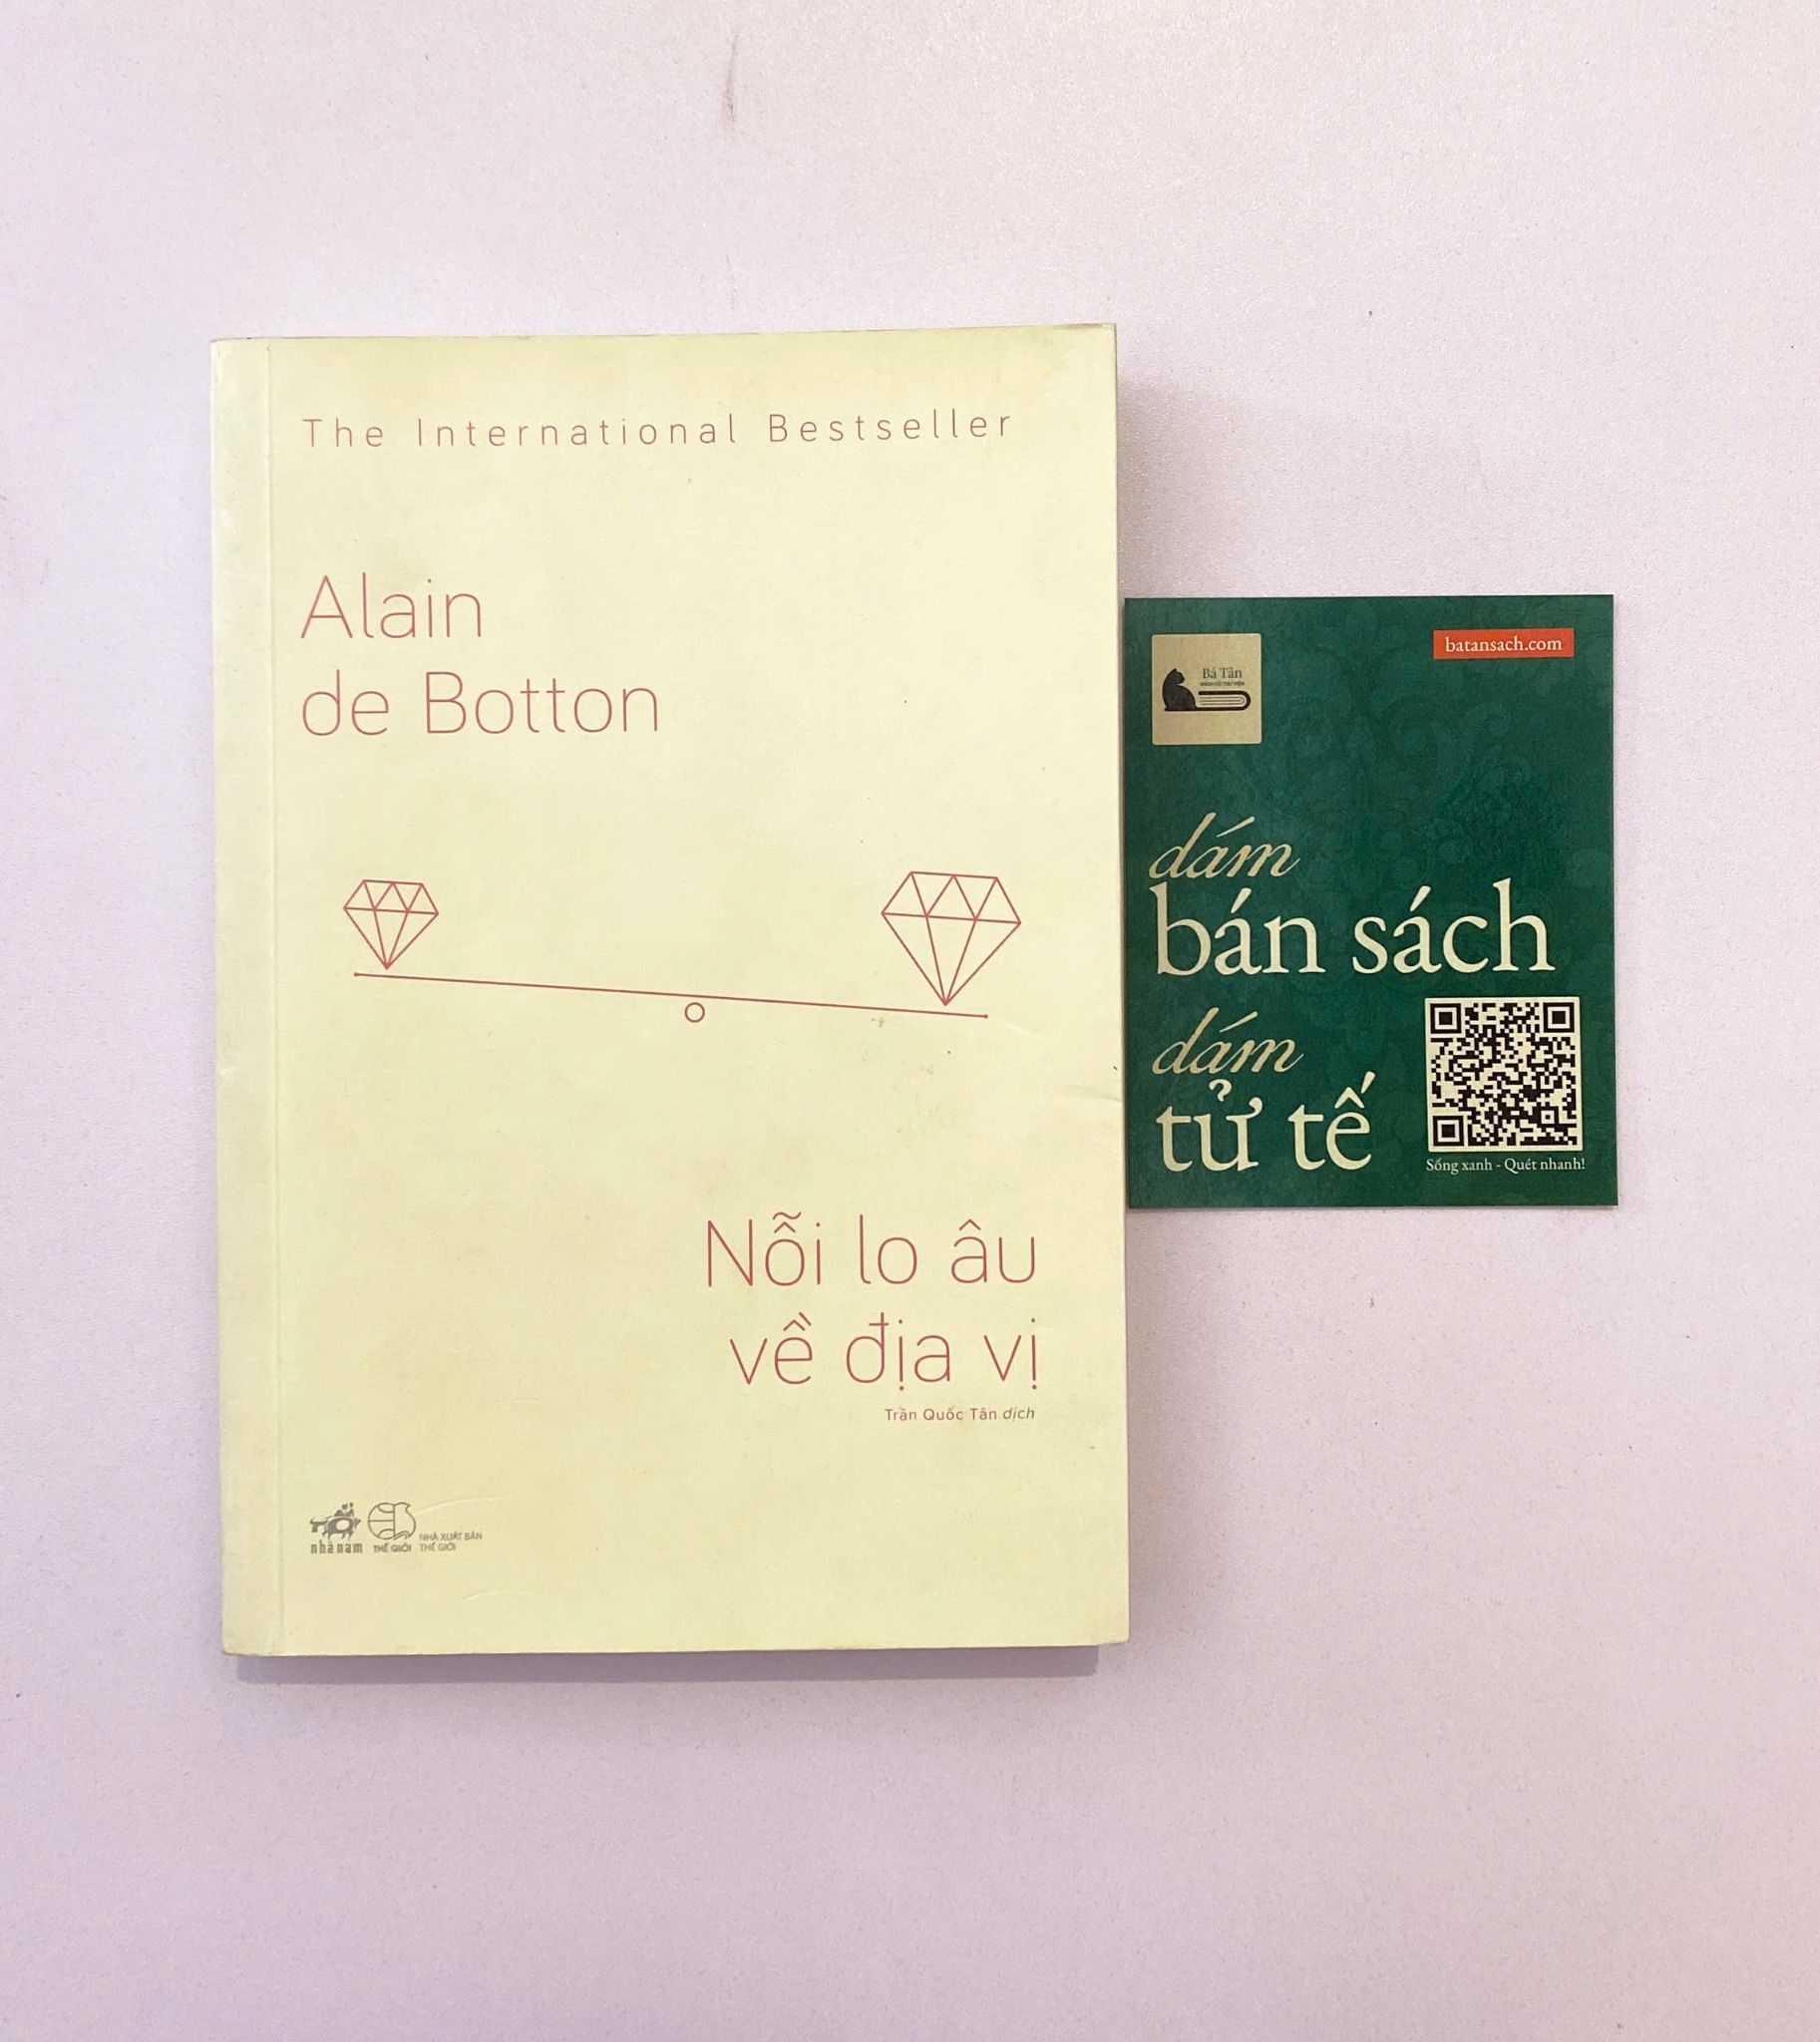 The International Bestseller
Alain
de Botton
Nỗi lo âu
về địa vị
Trần Quốc Tân dịch
nhã nam
THẾ GIỚI
NHÀ XUẤT BẢN
THẾ GIỚI
batansach.com
Bá Tân
dám
bán sách
dám
tử tế
Sống xanh - Quét nhanh!